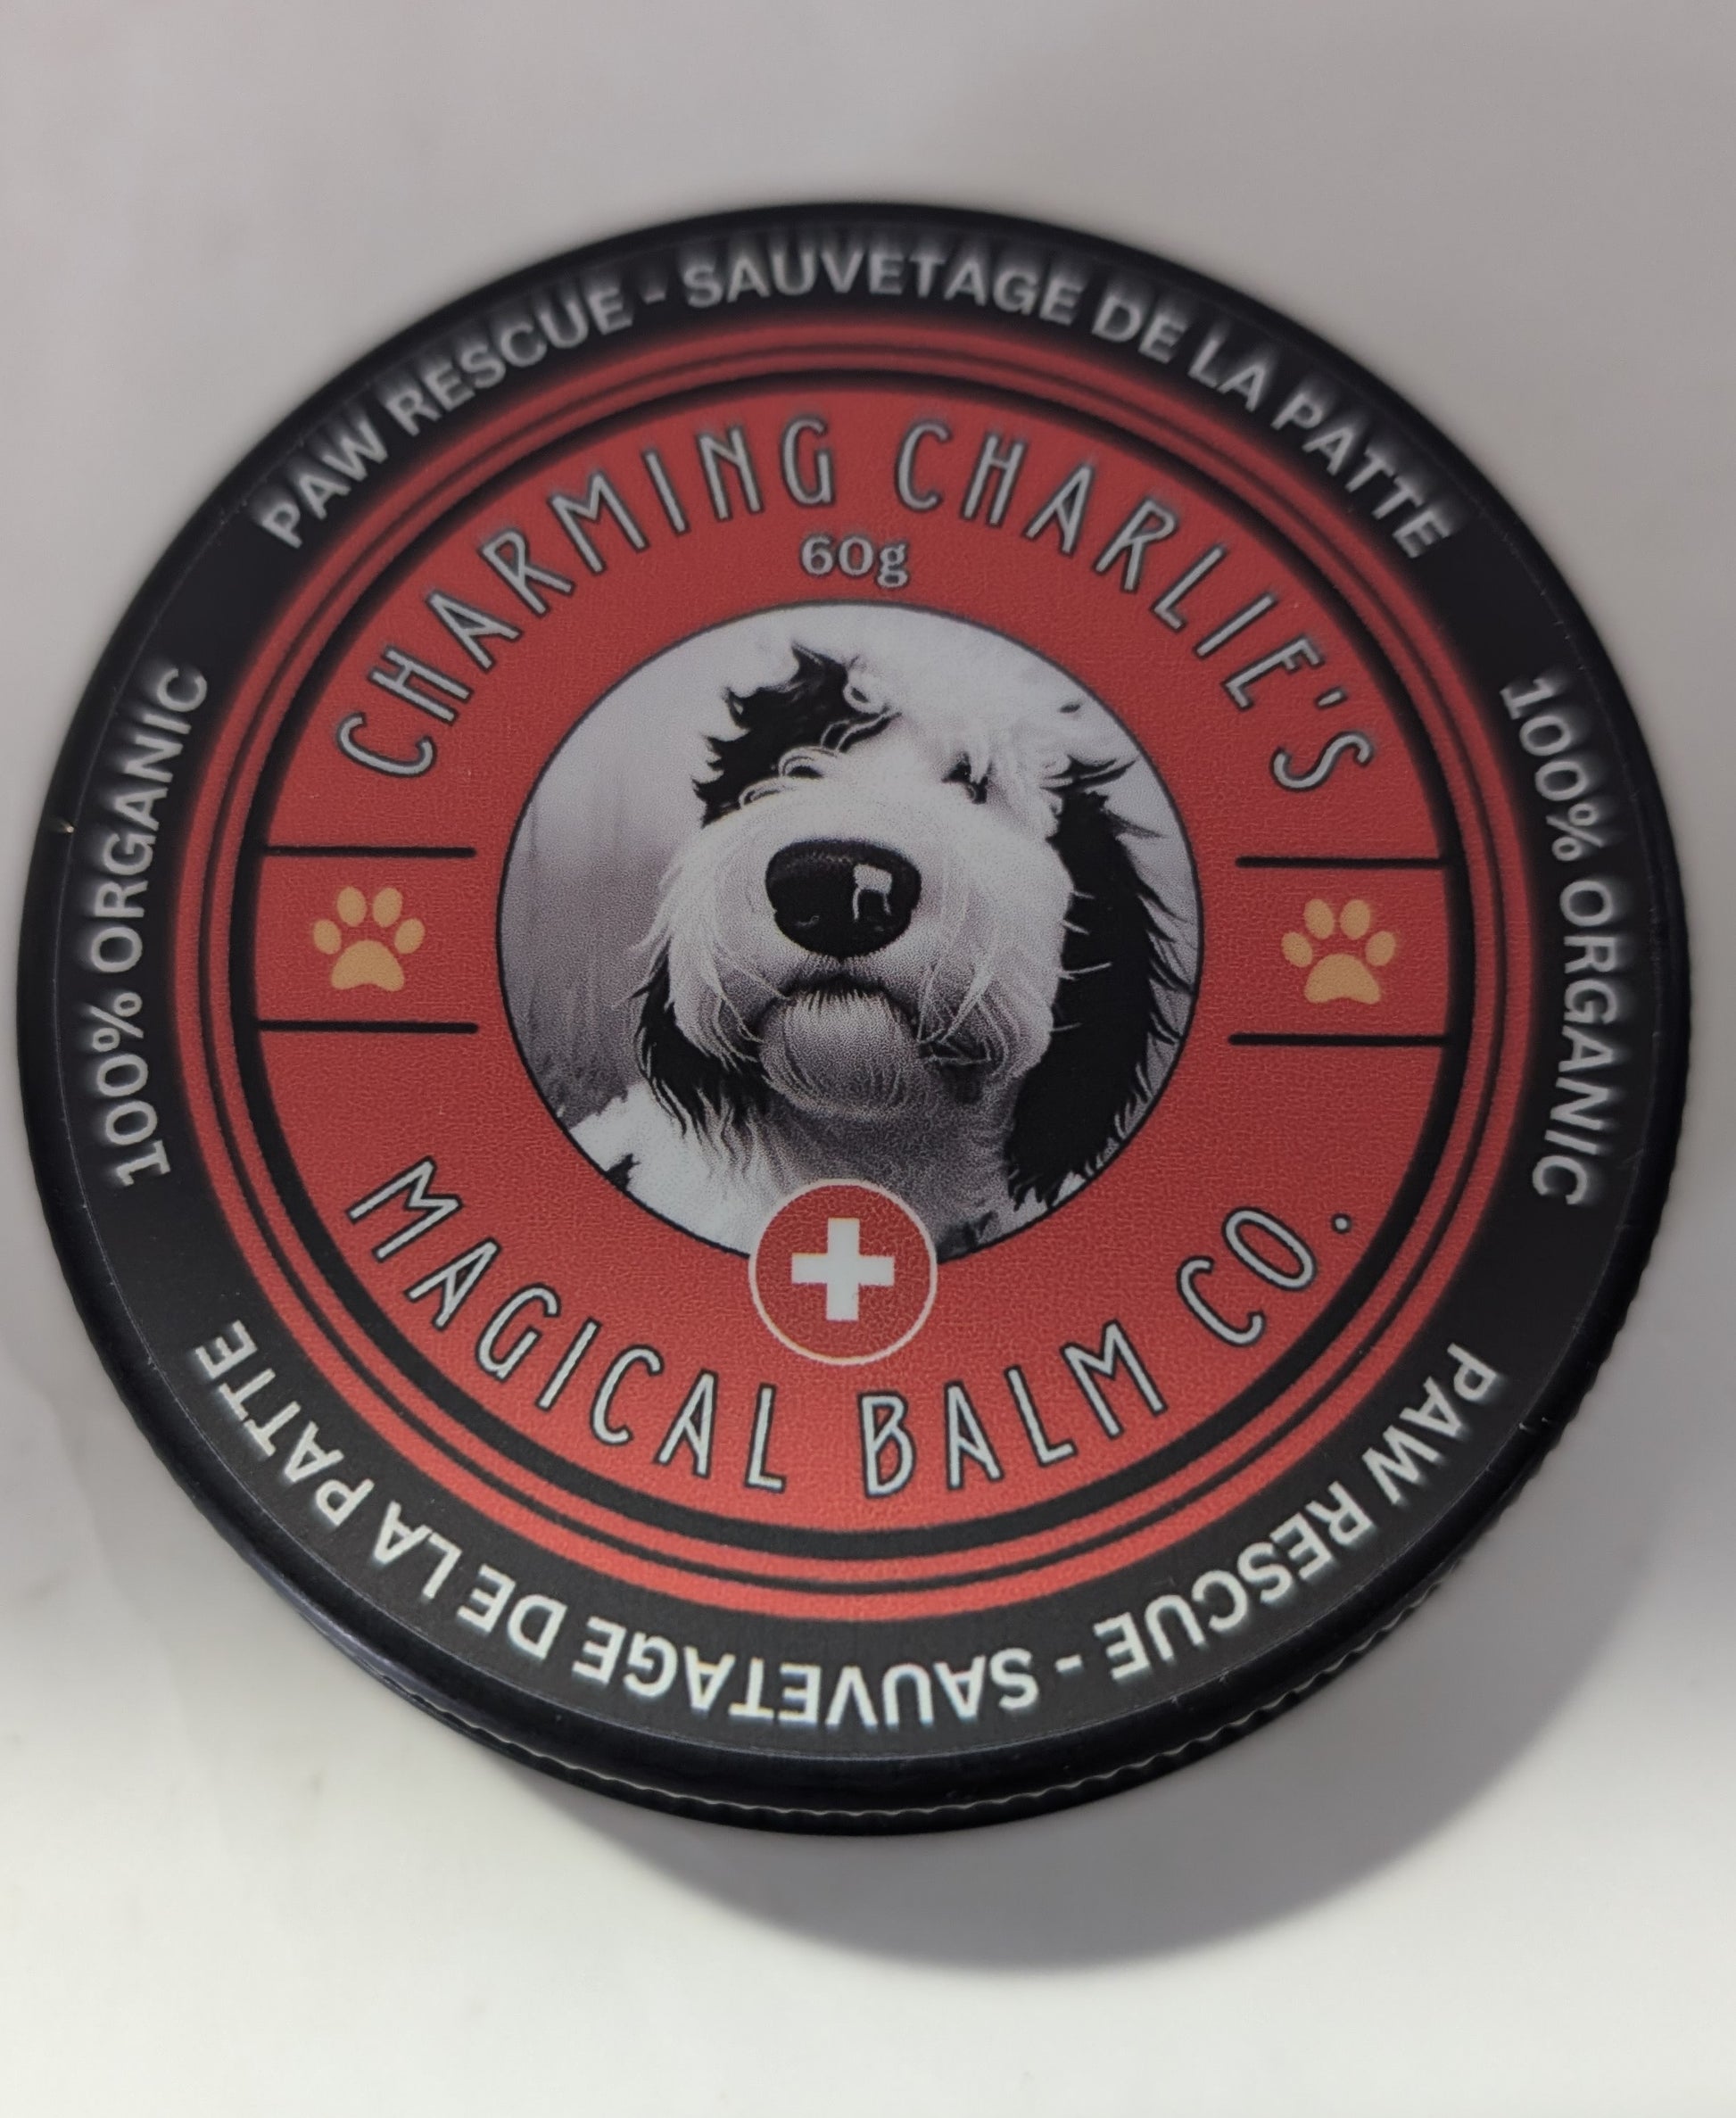 PAW RESCUE - SAUVETAGE DE LA PATTE
100% ORGANIC
PAW RESCUE - SAUVETAGE DE LA PATTE
100% ORGANIC
CHARMING CHARLIE'S
60g
MAGICAL BALM CO.